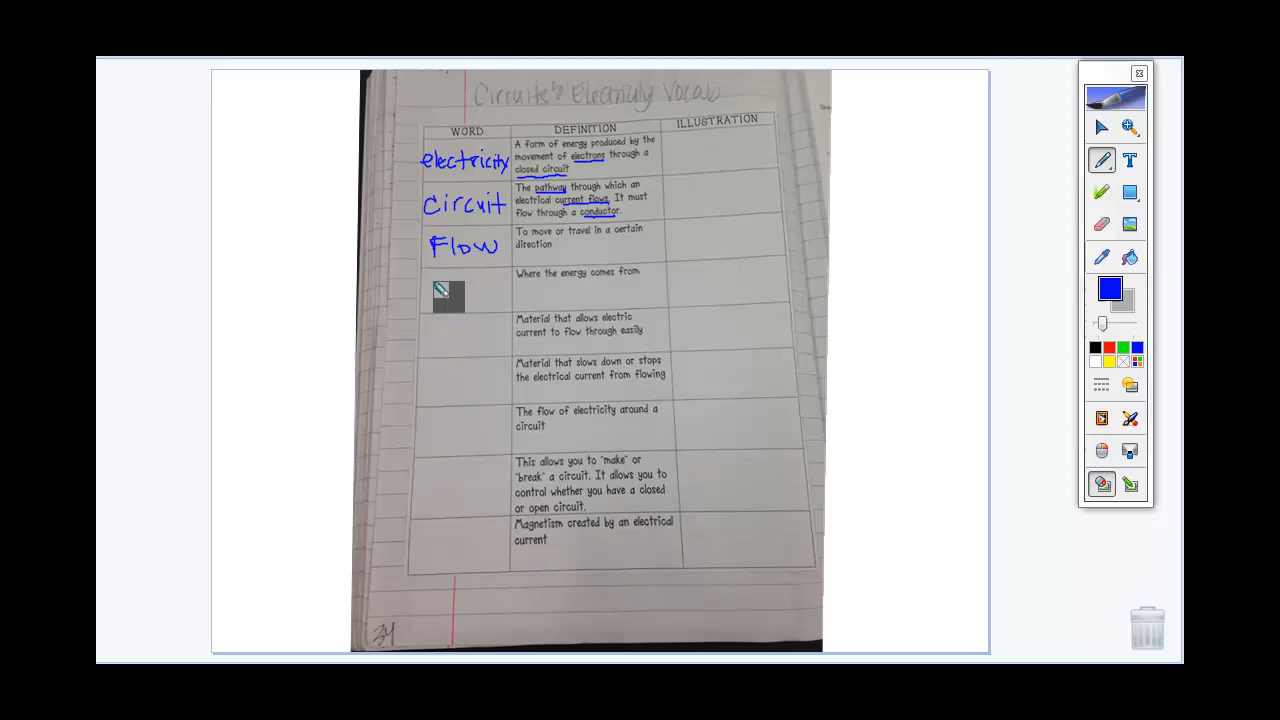 Circuits & Electricity Vocab
WORD DEFINITION ILLUSTRATION
electricity
A form of energy produced by the
movement of electrons through a
closed circuit
circuit
The pathway through which an
electrical current flows. It must
flow through a conductor.
Flow
To move or travel in a certain
direction
Where the energy comes from
Material that allows electric
current to flow through easily
Material that slows down or stops
the electrical current from flowing
The flow of electricity around a
circuit
This allows you to "make" or
"break" a circuit. It allows you to
control whether you have a closed
or open circuit.
Magnetism created by an electrical
current
34
T